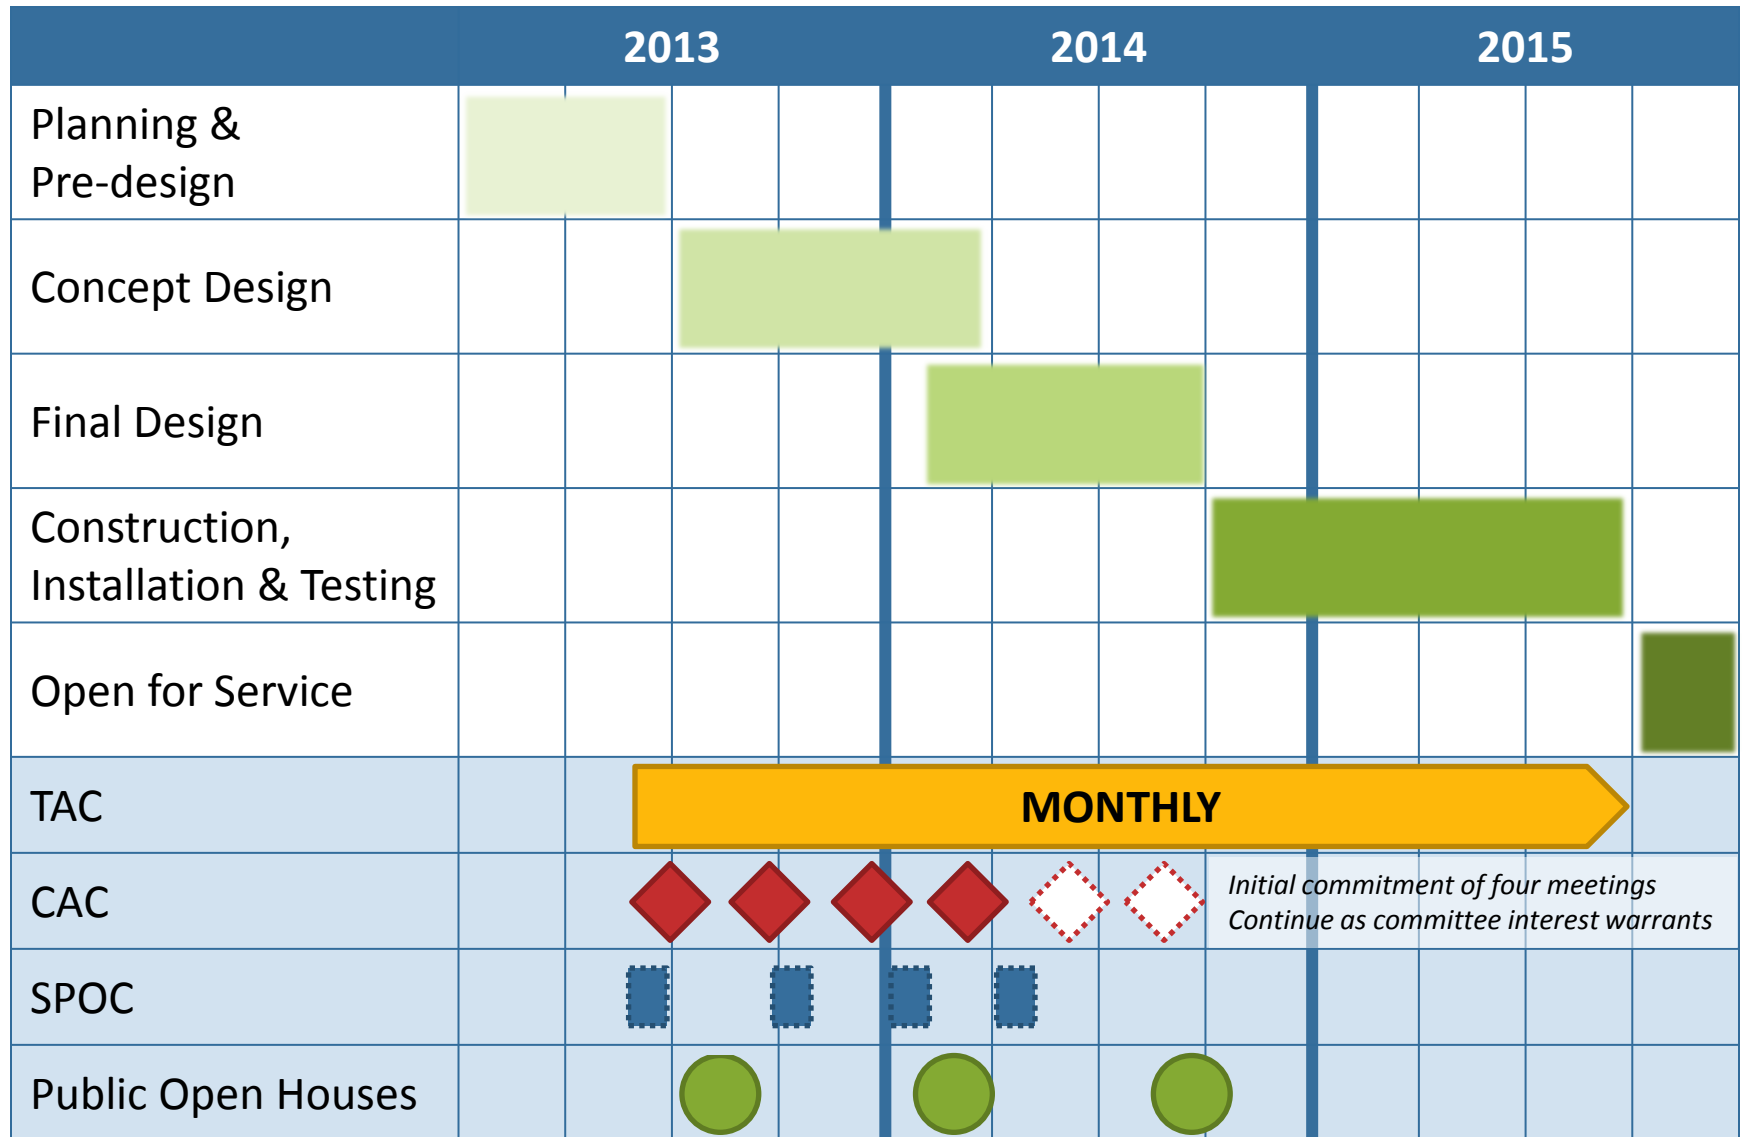 2013 2014 2015
Planning &
Pre-design
Concept Design
Final Design
Construction,
Installation & Testing
Open for Service
TAC MONTHLY
CAC
Initial commitment of four meetings
Continue as committee interest warrants
SPOC
Public Open Houses